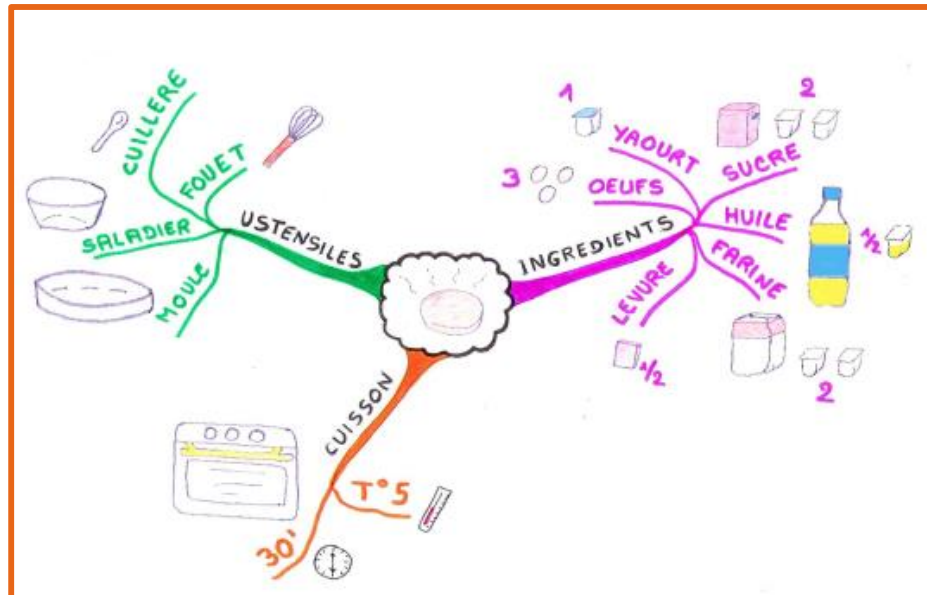 CUILLERE
FOUET
SALADIER
MOULE
USTENSILES
1
YAOURT
2
SUCRE
3
OEUFS
HUILE
1/2
INGREDIENTS
FARINE
2
LEVURE
1/2
CUISSON
T°5
30'